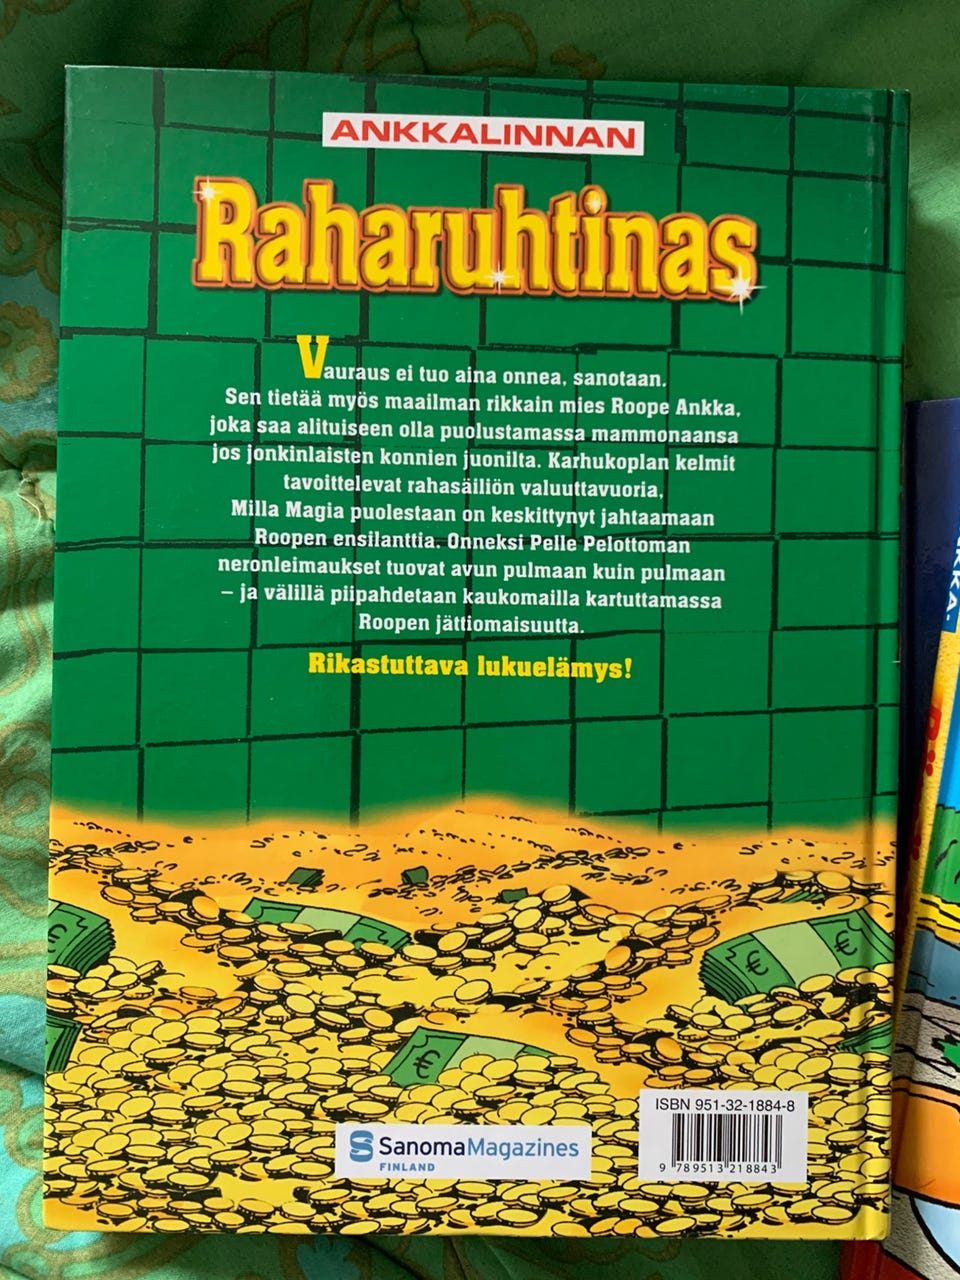 ANKKALINNAN
Raharuhtinas
Vauraus ei tuo aina onnea, sanotaan.
Sen tietää myös maailman rikkain mies Roope Ankka,
joka saa alituiseen olla puolustamassa mammonaansa
jos jonkinlaisten konnien juonilta. Karhukoplan kelmit
tavoittelevat rahasäiliön valuuttavuoria,
Milla Magia puolestaan on keskittynyt jahtaamaan
Roopen ensilanttia. Onneksi Pelle Pelottoman
neronleimaukset tuovat avun pulmaan kuin pulmaan
– ja välillä piipahdetaan kaukomailla kartuttamassa
Roopen jättiomaisuutta.
Rikastuttava lukuelämys!
€
€
€
SanomaMagazines
FINLAND
ISBN 951-32-1884-8
9 789513 218843